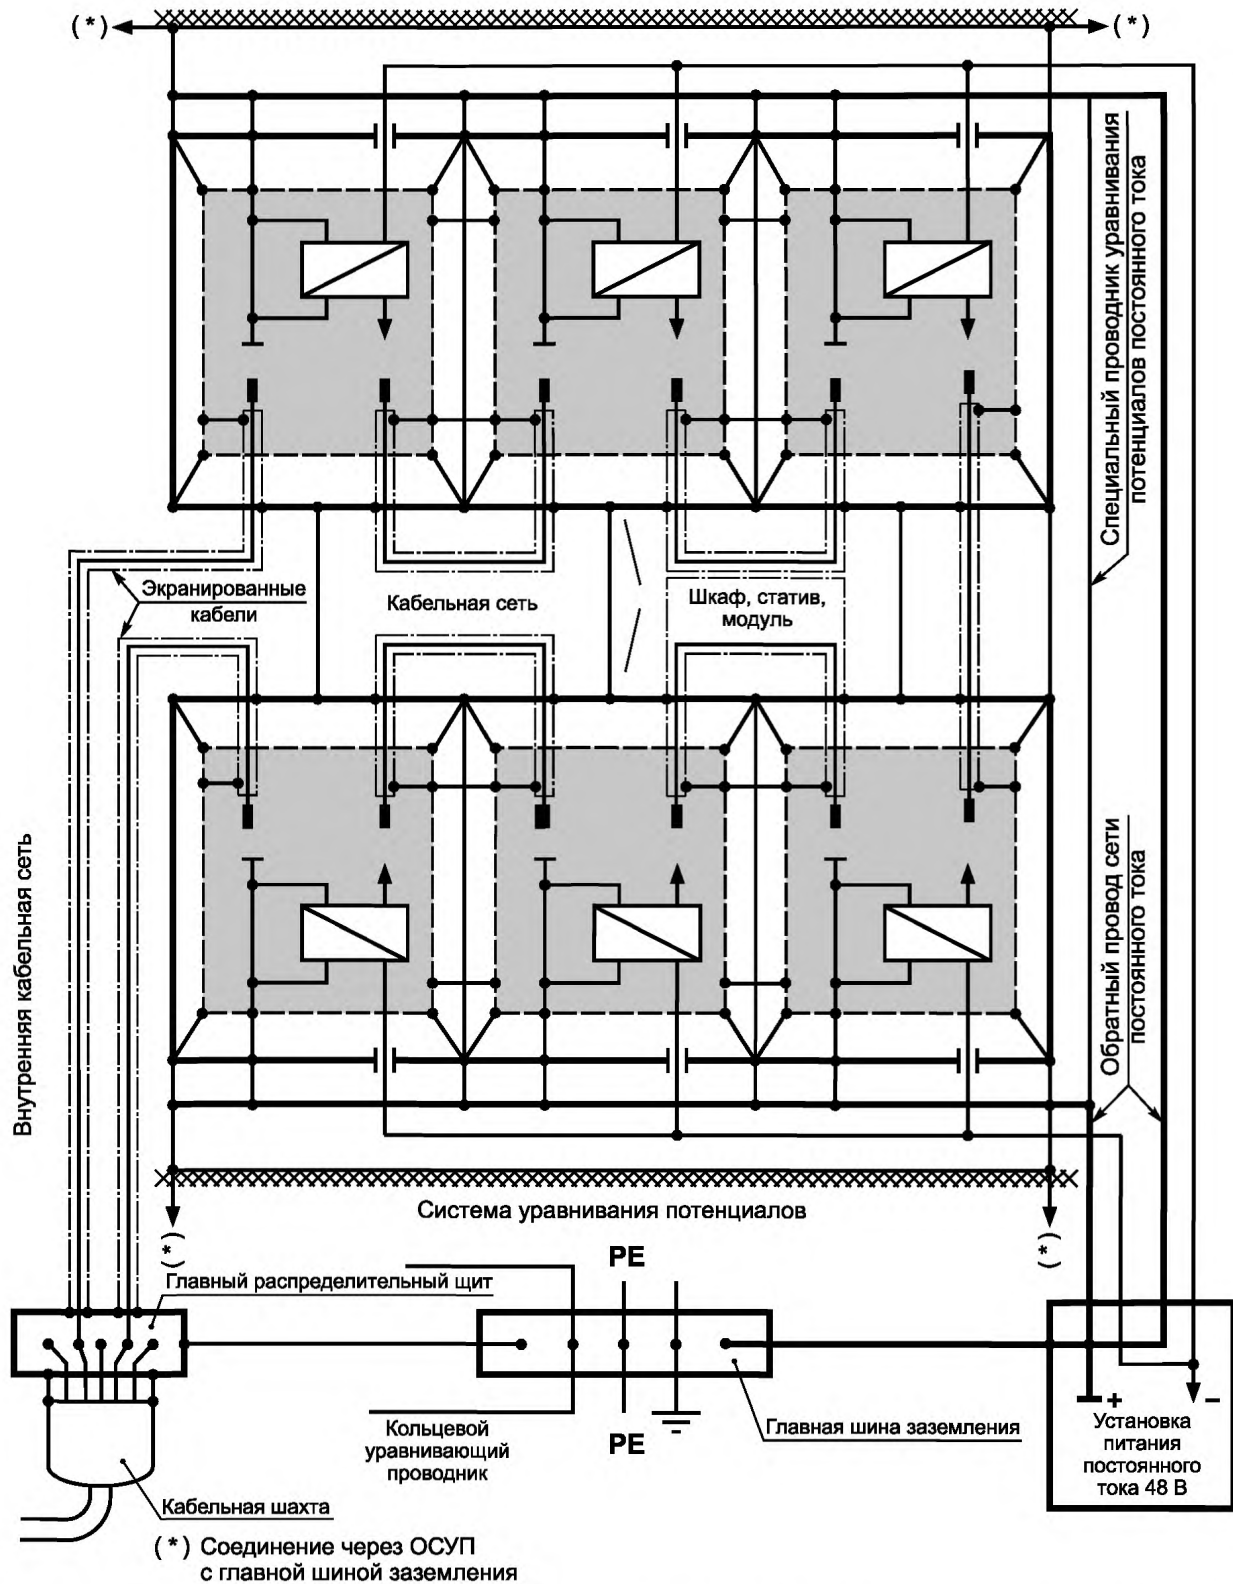 (*)
(*)
Специальный проводник уравнивания
потенциалов постоянного тока
Экранированные
кабели
Кабельная сеть
Шкаф, статив,
модуль
Внутренняя кабельная сеть
Обратный провод сети
постоянного тока
Система уравнивания потенциалов
(*)
(*)
PE
Главный распределительный щит
Кольцевой
уравнивающий
проводник
PE
Главная шина заземления
+
−
Установка
питания
постоянного
тока 48 В
Кабельная шахта
(*) Соединение через ОСУП
с главной шиной заземления